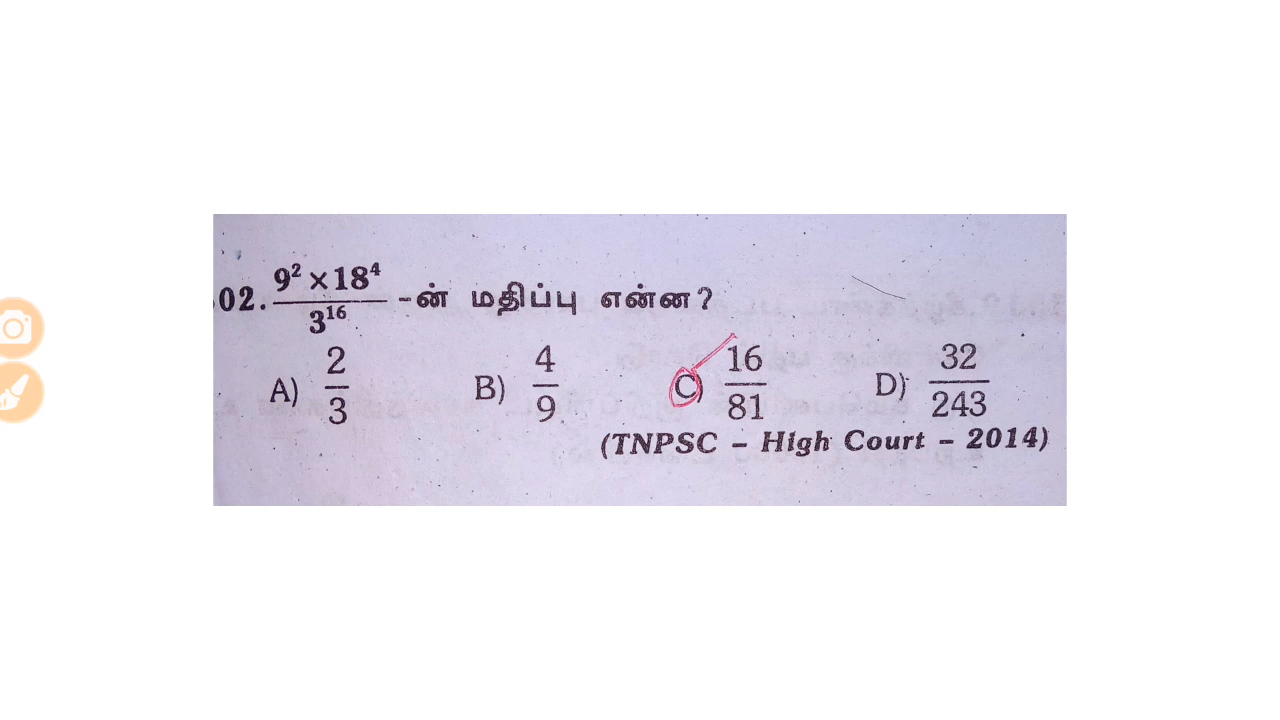 02. 9² × 18⁴ / 3¹⁶ -ன் மதிப்பு என்ன?
A) 2/3 B) 4/9 C) 16/81 D) 32/243
(TNPSC – High Court – 2014)